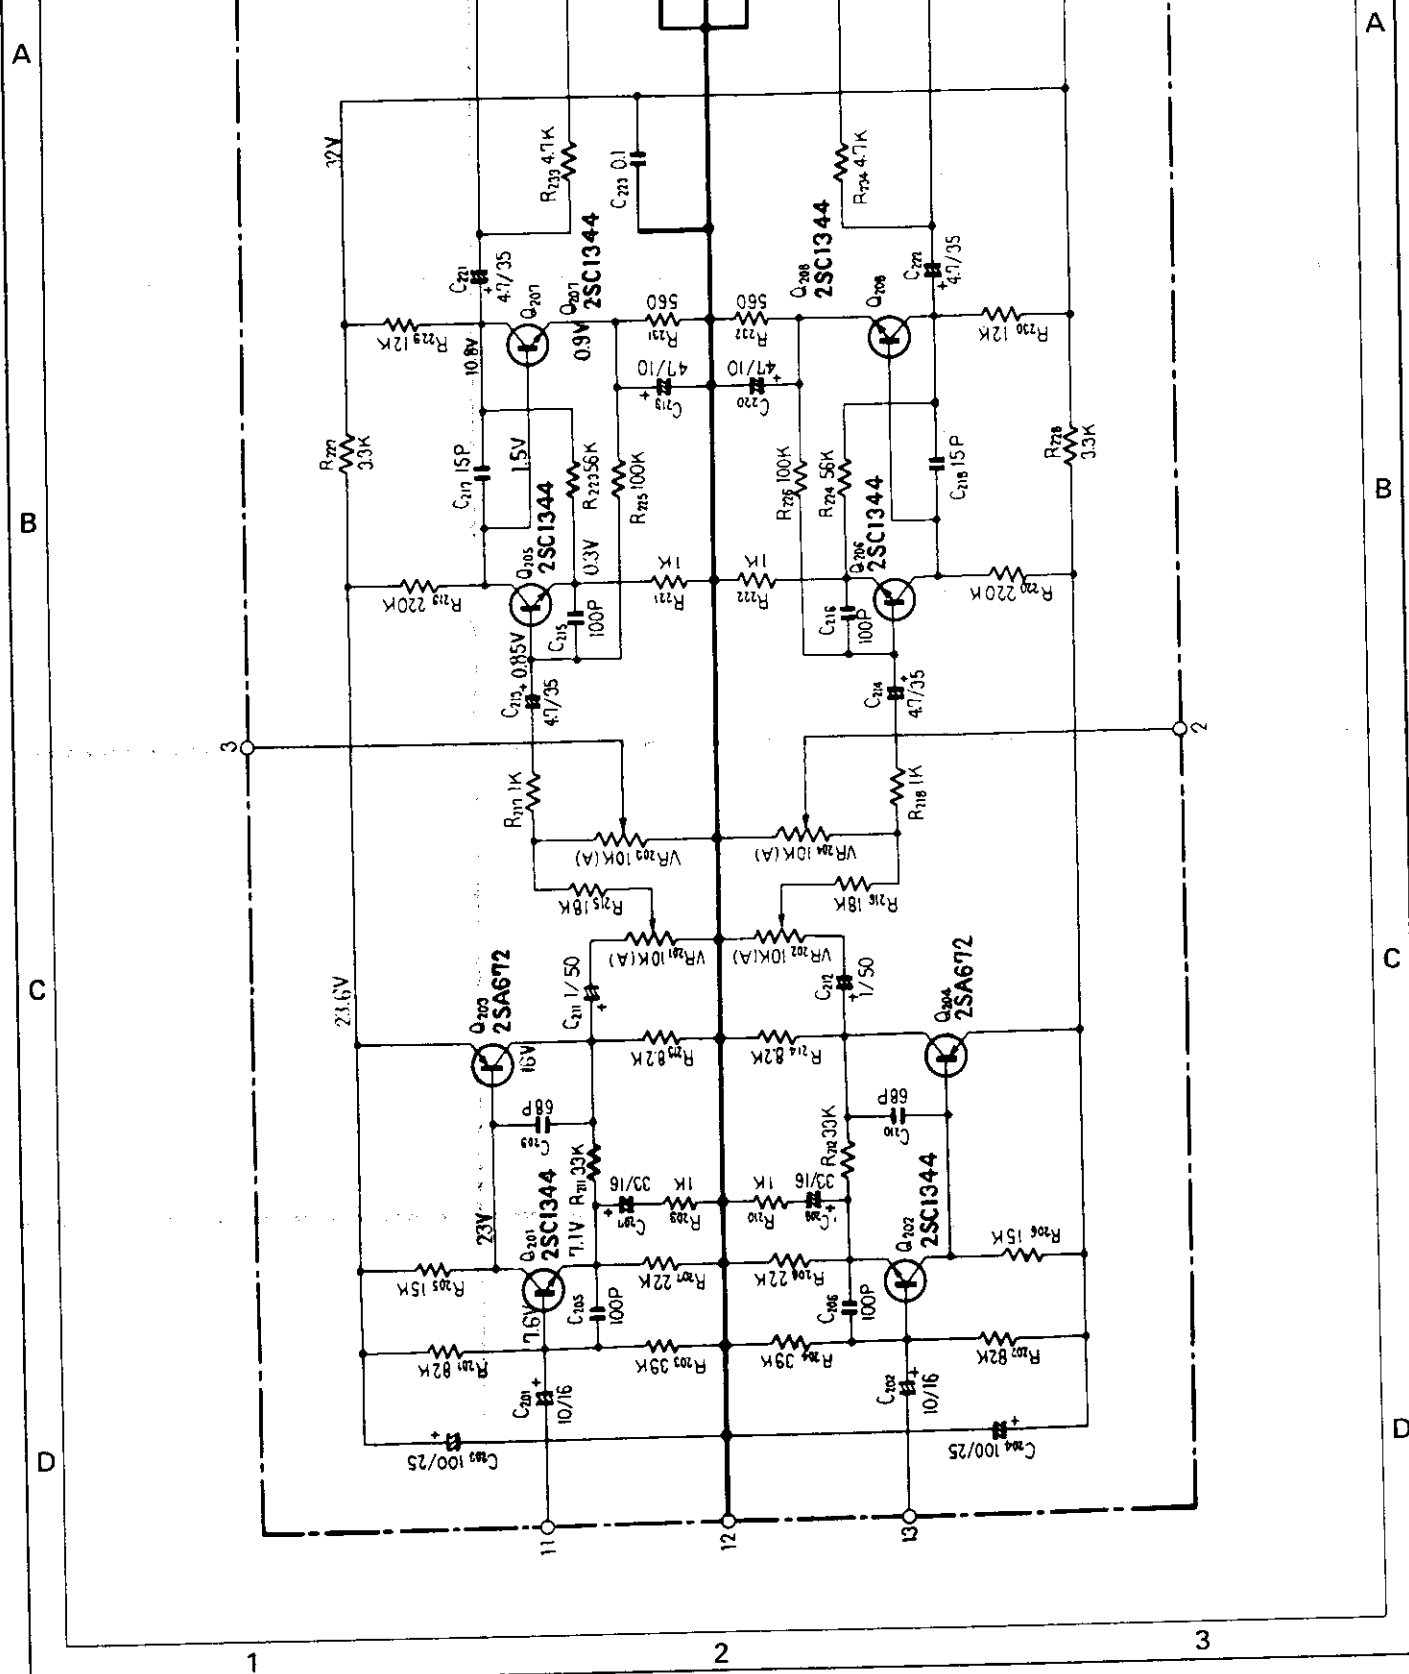 A
A
32V
R239 4.7K
C223 0.1
R234 4.7K
C221
4.7/35
Q207
Q207
2SC1344
0.9V
Q208
2SC1344
C222
4.7/35
Q208
R229 12K
10.8V
560
R231
560
R232
R230 12K
47/10
C219
47/10
C220
R227
3.3K
C217 15P
1.5V
R223 56K
R225 100K
R226 100K
R224 56K
C218 15P
R228
3.3K
B
B
Q205
2SC1344
0.3V
Q206
2SC1344
R219 220K
1K
R221
1K
R222
R220 220K
0.85V
C215
100P
C216
100P
C213
4.7/35
C214
4.7/35
3
2
R217 1K
R218 1K
VR203 10K(A)
VR204 10K(A)
R215 18K
R216 18K
VR201 10K(A)
VR202 10K(A)
C
C
23.6V
Q203
2SA672
16V
C211 1/50
C212
1/50
Q204
2SA672
R213 8.2K
R214 8.2K
68P
C209
68P
C210
R211 33K
R212 33K
33/16
C207
1K
R209
1K
R210
33/16
C208
23V
Q201
2SC1344
7.1V
Q202
2SC1344
R205 15K
R207 22K
R208 22K
R206 15K
7.6V
C205
100P
C206
100P
R201 82K
R203 39K
R204 39K
R202 82K
C201
10/16
C202
10/16
D
D
C203 100/25
C204 100/25
11
12
13
1
2
3